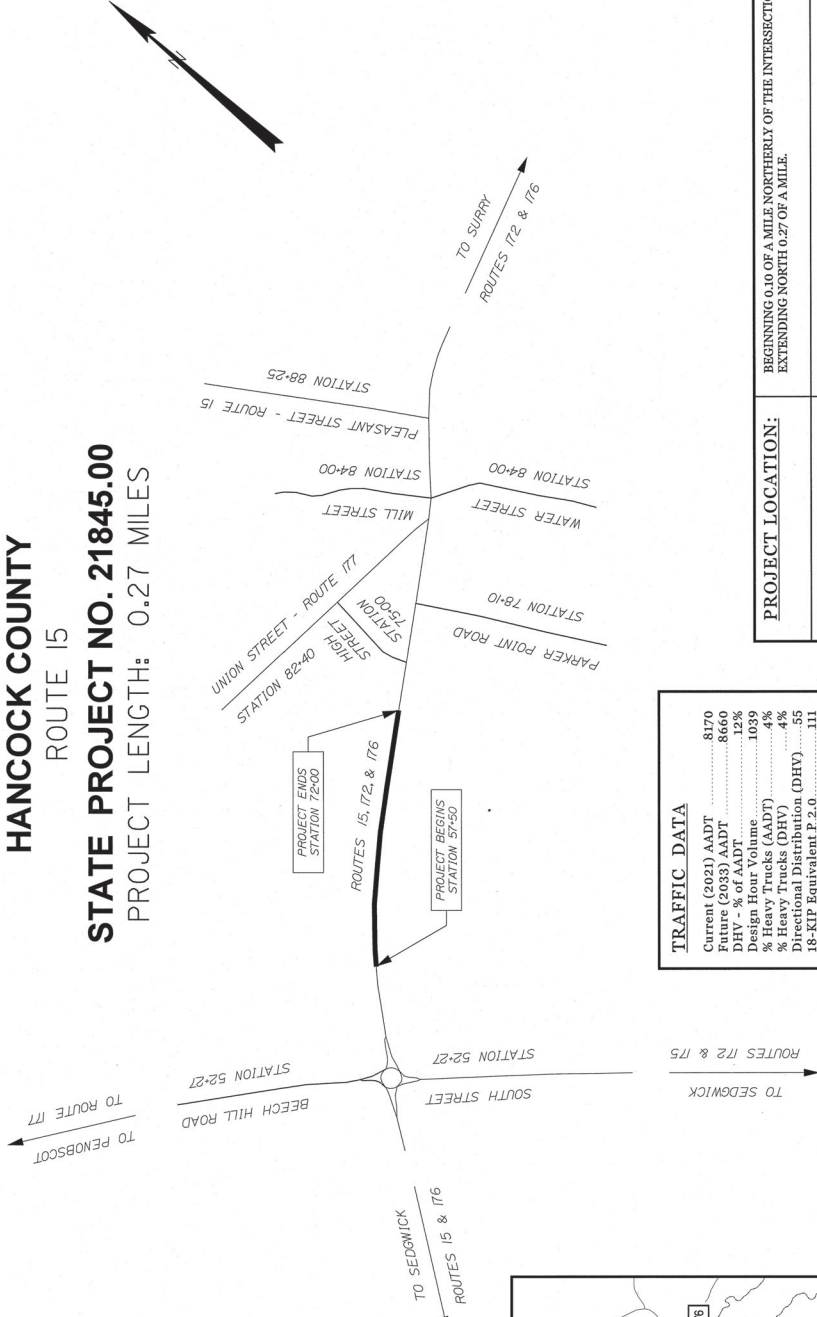 HANCOCK COUNTY
ROUTE 15
STATE PROJECT NO. 21845.00
PROJECT LENGTH: 0.27 MILES
N
TO SURRY
ROUTES 172 & 176
PLEASANT STREET - ROUTE 15
STATION 88+25
MILL STREET
STATION 84+00
WATER STREET
STATION 84+00
UNION STREET - ROUTE 177
STATION 82+40
HIGH
STREET
STATION
75+00
PARKER POINT ROAD
STATION 78+10
PROJECT ENDS
STATION 72+00
ROUTES 15, 172, & 176
PROJECT BEGINS
STATION 57+50
BEECH HILL ROAD
STATION 52+27
SOUTH STREET
STATION 52+27
TO PENOBSCOT
TO ROUTE 177
TO SEDGWICK
ROUTES 172 & 175
TO SEDGWICK
ROUTES 15 & 176
TRAFFIC DATA
Current (2021) AADT 8170
Future (2033) AADT 8660
DHV - % of AADT 12%
Design Hour Volume 1039
% Heavy Trucks (AADT) 4%
% Heavy Trucks (DHV) 4%
Directional Distribution (DHV) 55
18-KIP Equivalent P 2.0 111
PROJECT LOCATION:
BEGINNING 0.10 OF A MILE NORTHERLY OF THE INTERSECTI
EXTENDING NORTH 0.27 OF A MILE.